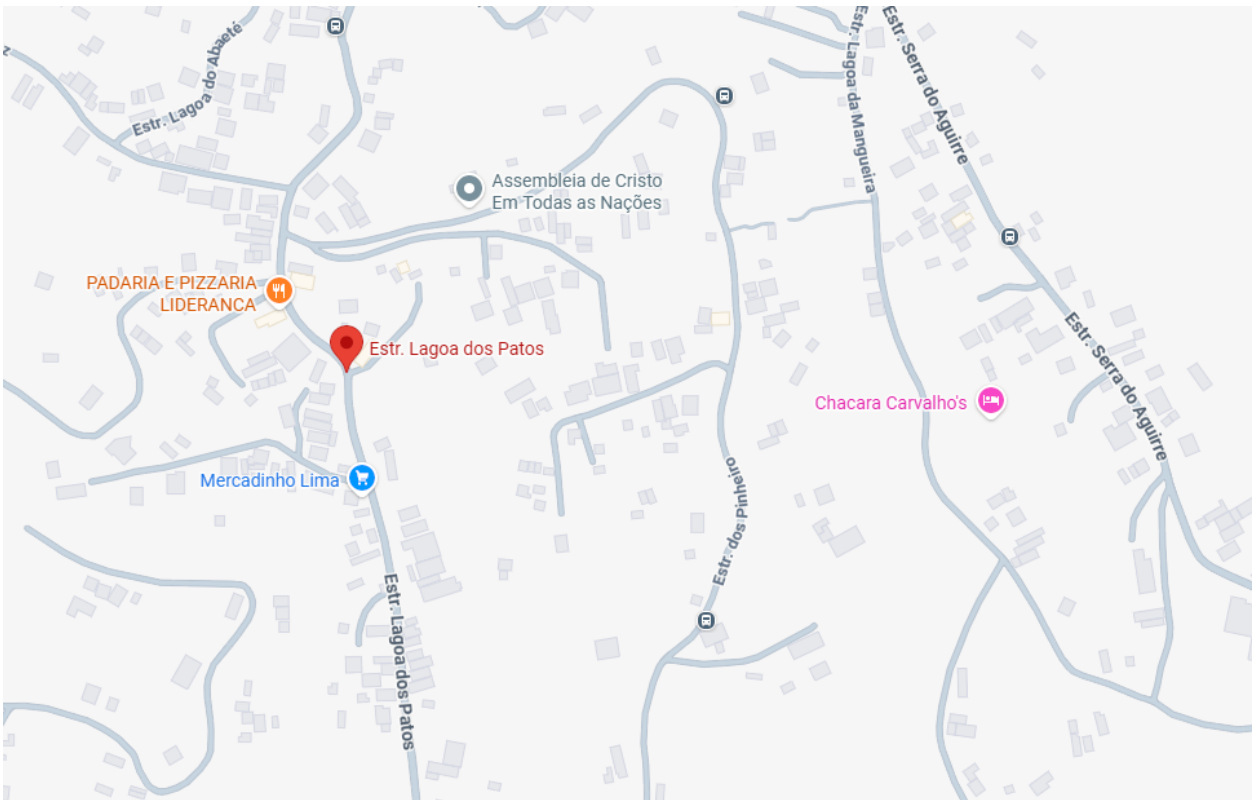 Estr. Lagoa do Abaeté
Estr. Lagoa da Mangueira
Estr. Serra do Aguirre
Assembleia de Cristo
Em Todas as Nações
PADARIA E PIZZARIA
LIDERANCA
Estr. Lagoa dos Patos
Estr. Serra do Aguirre
Chacara Carvalho's
Mercadinho Lima
Estr. dos Pinheiro
Estr. Lagoa dos Patos